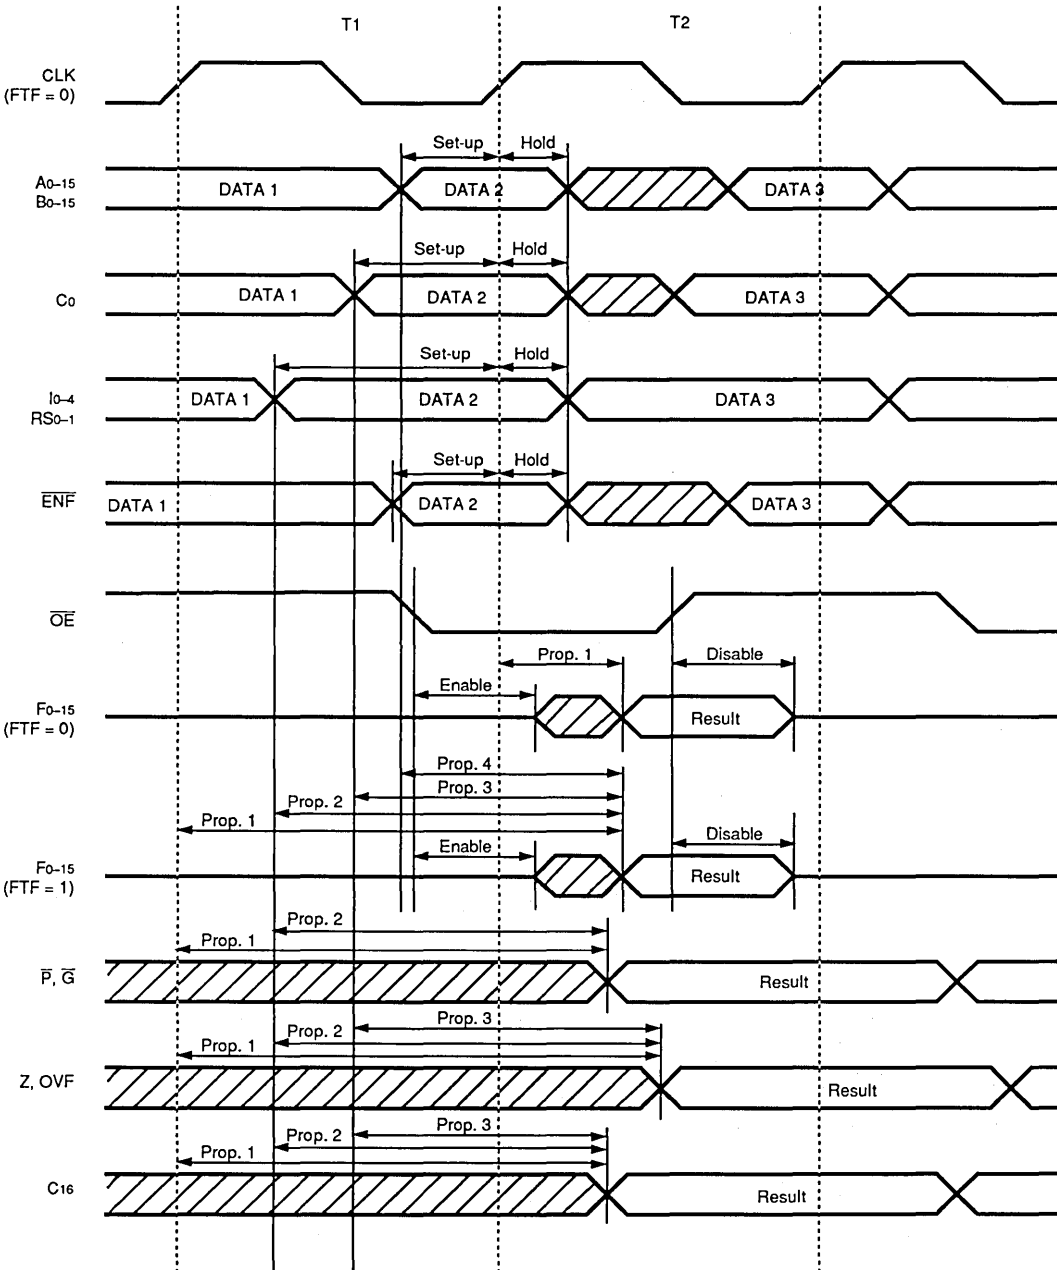 T1 T2
CLK
(FTF = 0)
Set-up Hold
A0–15
B0–15
DATA 1 DATA 2 DATA 3
Set-up Hold
C0 DATA 1 DATA 2 DATA 3
Set-up Hold
I0–4
RS0–1
DATA 1 DATA 2 DATA 3
Set-up Hold
ENF DATA 1 DATA 2 DATA 3
OE
Prop. 1 Disable
Enable
F0–15
(FTF = 0)
Result
Prop. 4
Prop. 3
Prop. 2
Prop. 1
Disable
Enable
F0–15
(FTF = 1)
Result
Prop. 2
Prop. 1
P, G Result
Prop. 3
Prop. 2
Prop. 1
Z, OVF Result
Prop. 3
Prop. 2
Prop. 1
C16 Result